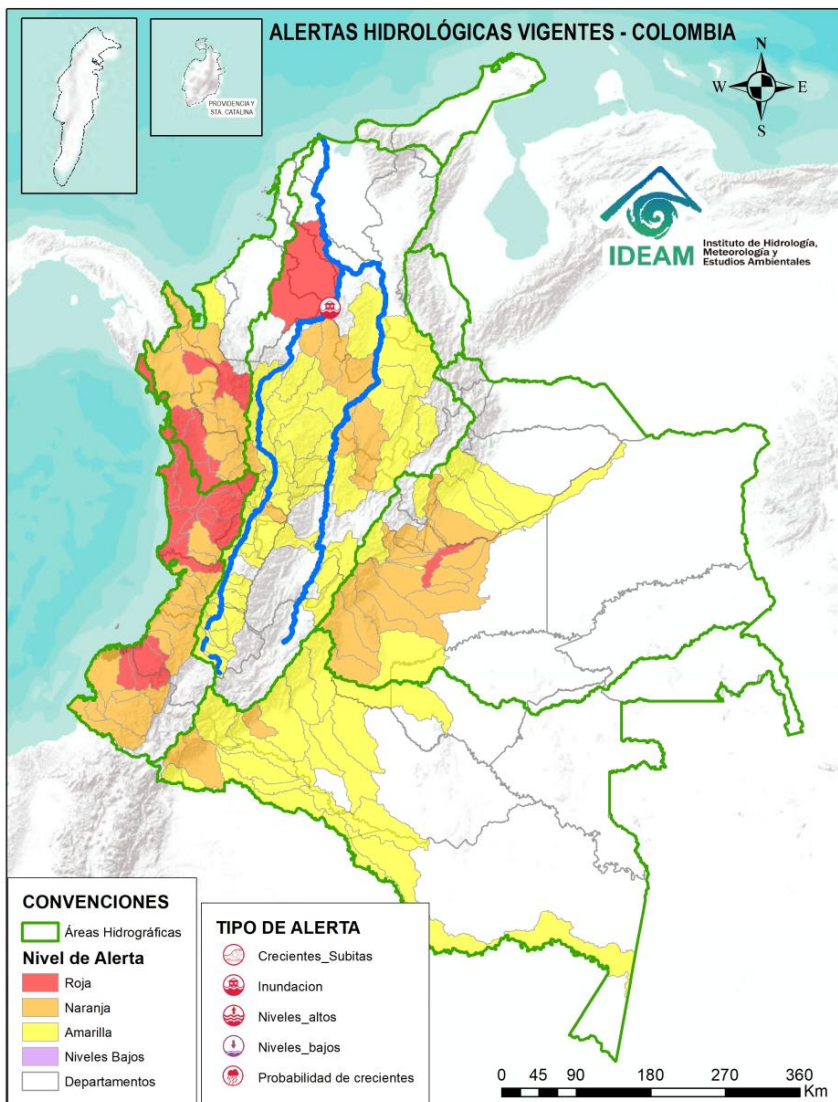 ALERTAS HIDROLÓGICAS VIGENTES - COLOMBIA
PROVIDENCIA Y
STA. CATALINA
N
W
E
S
IDEAM
Instituto de Hidrología,
Meteorología y
Estudios Ambientales
CONVENCIONES
Áreas Hidrográficas
Nivel de Alerta
Roja
Naranja
Amarilla
Niveles Bajos
Departamentos
TIPO DE ALERTA
Crecientes_Subitas
Inundacion
Niveles_altos
Niveles_bajos
Probabilidad de crecientes
0 45 90 180 270 360
Km